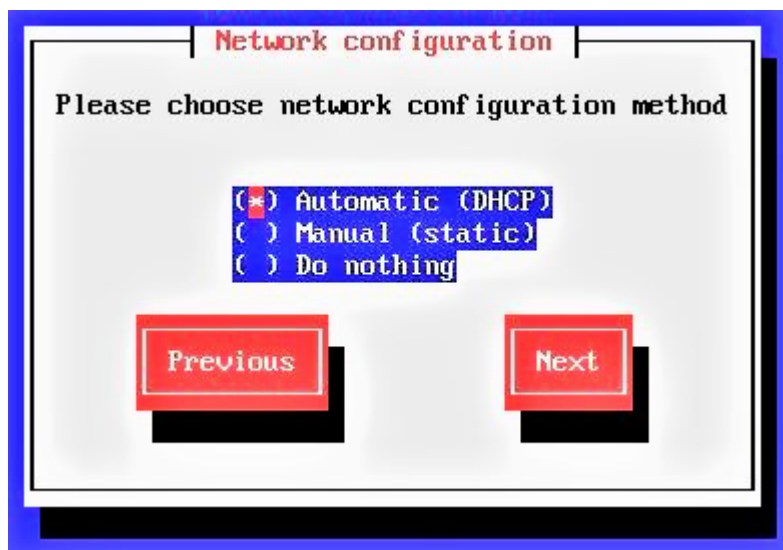 Network configuration
Please choose network configuration method
(*) Automatic (DHCP)
( ) Manual (static)
( ) Do nothing
Previous
Next